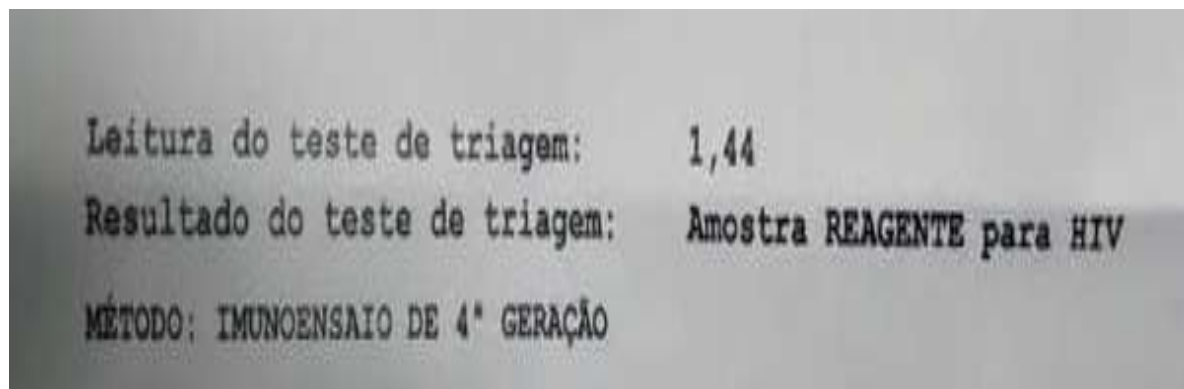 Leitura do teste de triagem: 1,44
Resultado do teste de triagem: Amostra REAGENTE para HIV
MÉTODO: IMUNOENSAIO DE 4ª GERAÇÃO